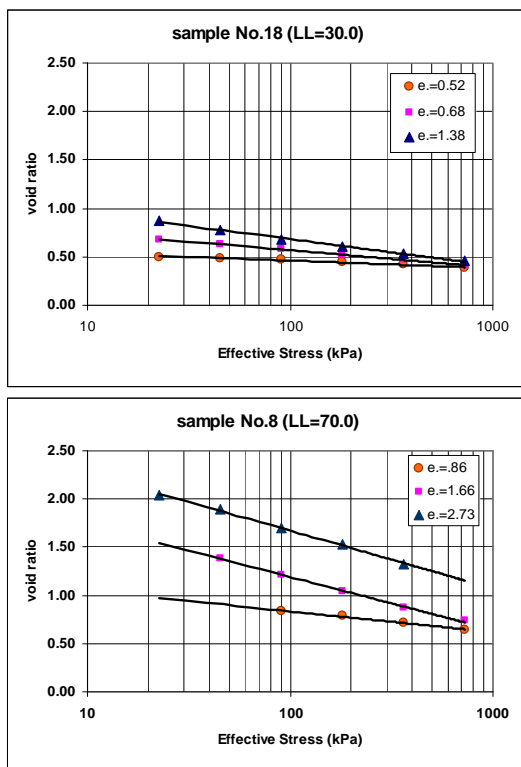 sample No.18 (LL=30.0)
2.50
2.00
1.50
1.00
0.50
0.00
void ratio
e.=0.52
e.=0.68
e.=1.38
10
100
1000
Effective Stress (kPa)
sample No.8 (LL=70.0)
2.50
2.00
1.50
1.00
0.50
0.00
void ratio
e.=.86
e.=1.66
e.=2.73
10
100
1000
Effective Stress (kPa)